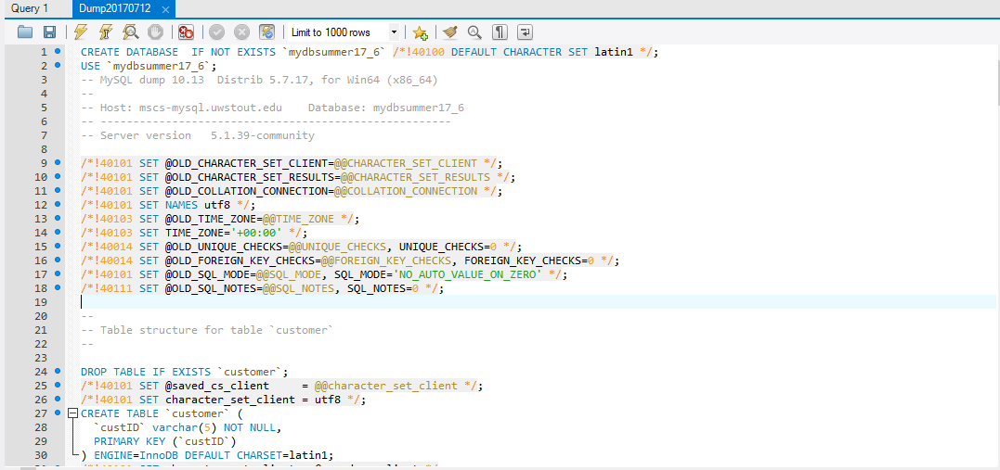 Query 1 Dump20170712
Limit to 1000 rows
1 CREATE DATABASE  IF NOT EXISTS `mydbsummer17_6` /*!40100 DEFAULT CHARACTER SET latin1 */;
2 USE `mydbsummer17_6`;
3 -- MySQL dump 10.13  Distrib 5.7.17, for Win64 (x86_64)
4 --
5 -- Host: mscs-mysql.uwstout.edu    Database: mydbsummer17_6
6 -- ------------------------------------------------------
7 -- Server version   5.1.39-community
8
9 /*!40101 SET @OLD_CHARACTER_SET_CLIENT=@@CHARACTER_SET_CLIENT */;
10 /*!40101 SET @OLD_CHARACTER_SET_RESULTS=@@CHARACTER_SET_RESULTS */;
11 /*!40101 SET @OLD_COLLATION_CONNECTION=@@COLLATION_CONNECTION */;
12 /*!40101 SET NAMES utf8 */;
13 /*!40103 SET @OLD_TIME_ZONE=@@TIME_ZONE */;
14 /*!40103 SET TIME_ZONE='+00:00' */;
15 /*!40014 SET @OLD_UNIQUE_CHECKS=@@UNIQUE_CHECKS, UNIQUE_CHECKS=0 */;
16 /*!40014 SET @OLD_FOREIGN_KEY_CHECKS=@@FOREIGN_KEY_CHECKS, FOREIGN_KEY_CHECKS=0 */;
17 /*!40101 SET @OLD_SQL_MODE=@@SQL_MODE, SQL_MODE='NO_AUTO_VALUE_ON_ZERO' */;
18 /*!40111 SET @OLD_SQL_NOTES=@@SQL_NOTES, SQL_NOTES=0 */;
19
20 --
21 -- Table structure for table `customer`
22 --
23
24 DROP TABLE IF EXISTS `customer`;
25 /*!40101 SET @saved_cs_client     = @@character_set_client */;
26 /*!40101 SET character_set_client = utf8 */;
27 CREATE TABLE `customer` (
28 `custID` varchar(5) NOT NULL,
29 PRIMARY KEY (`custID`)
30 ) ENGINE=InnoDB DEFAULT CHARSET=latin1;